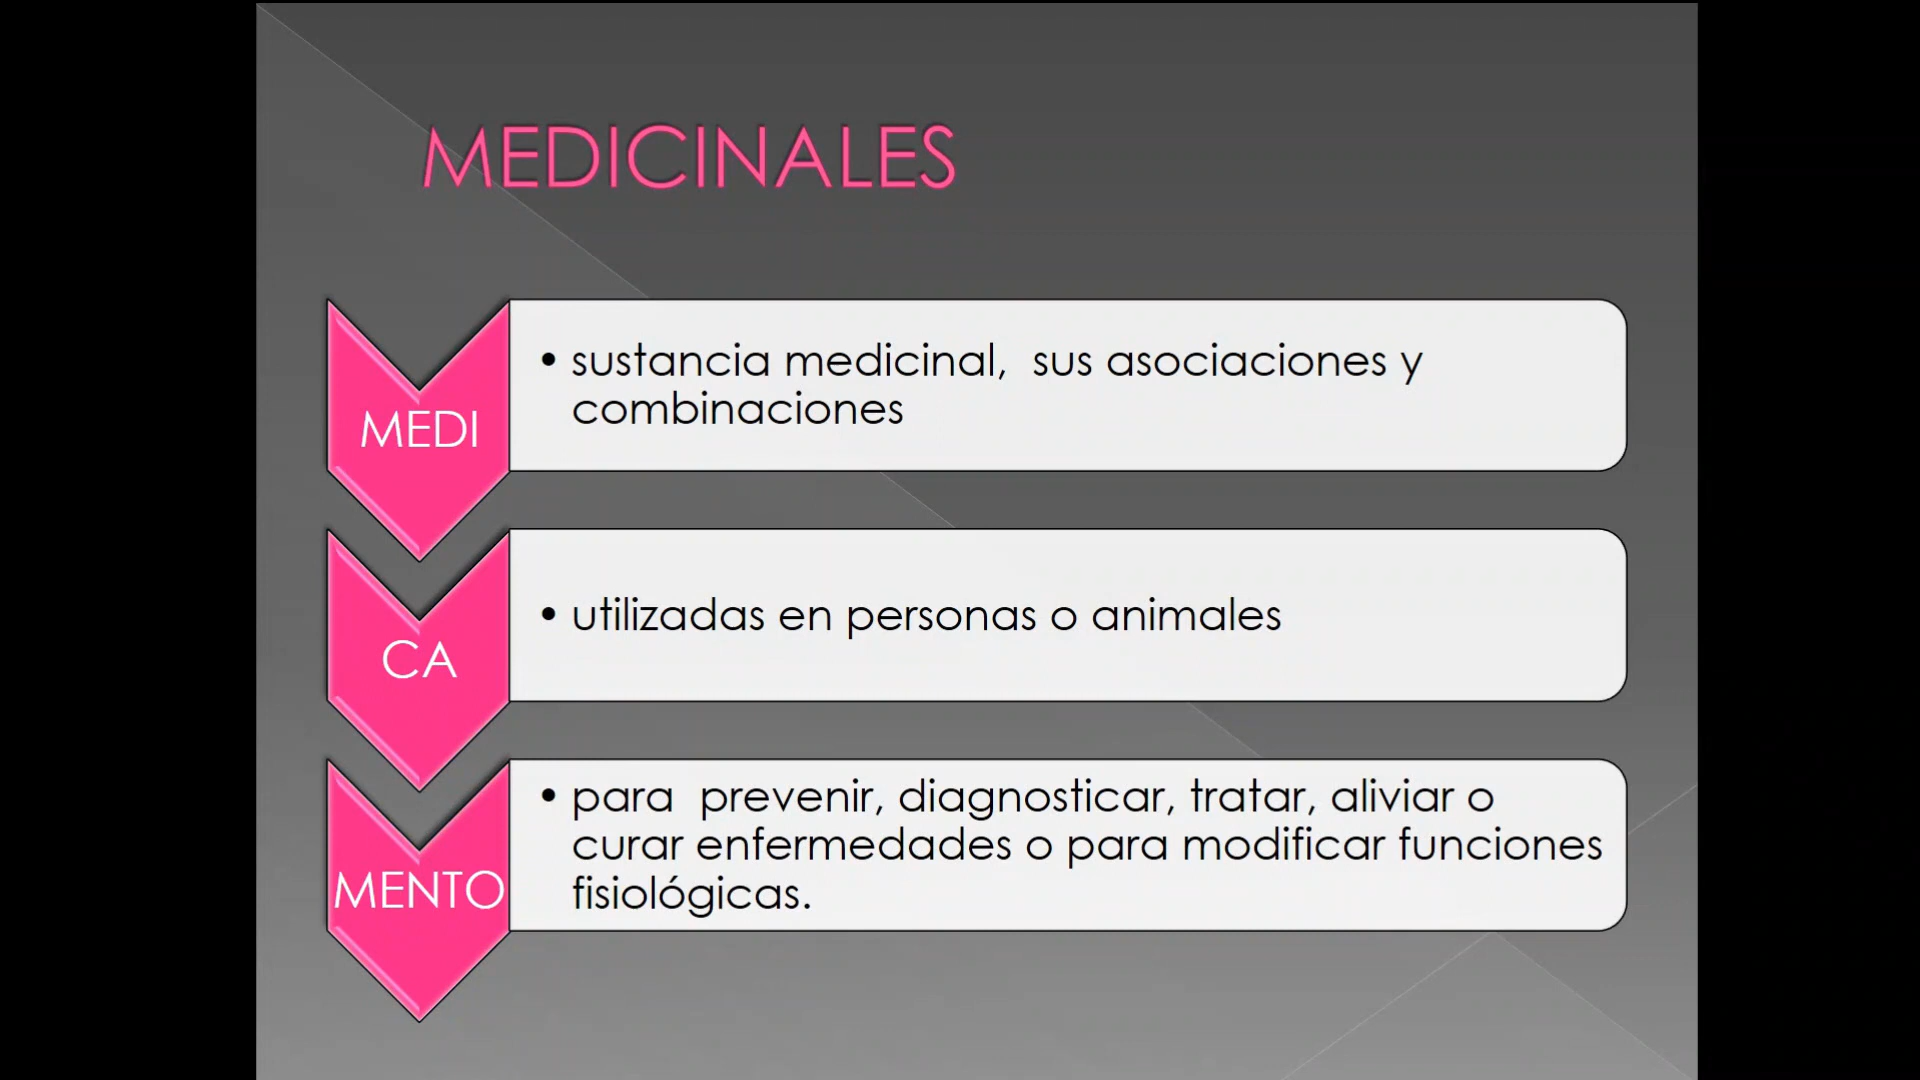 MEDICINALES
MEDI
• sustancia medicinal,  sus asociaciones y
combinaciones
CA
• utilizadas en personas o animales
MENTO
• para  prevenir, diagnosticar, tratar, aliviar o
curar enfermedades o para modificar funciones
fisiológicas.